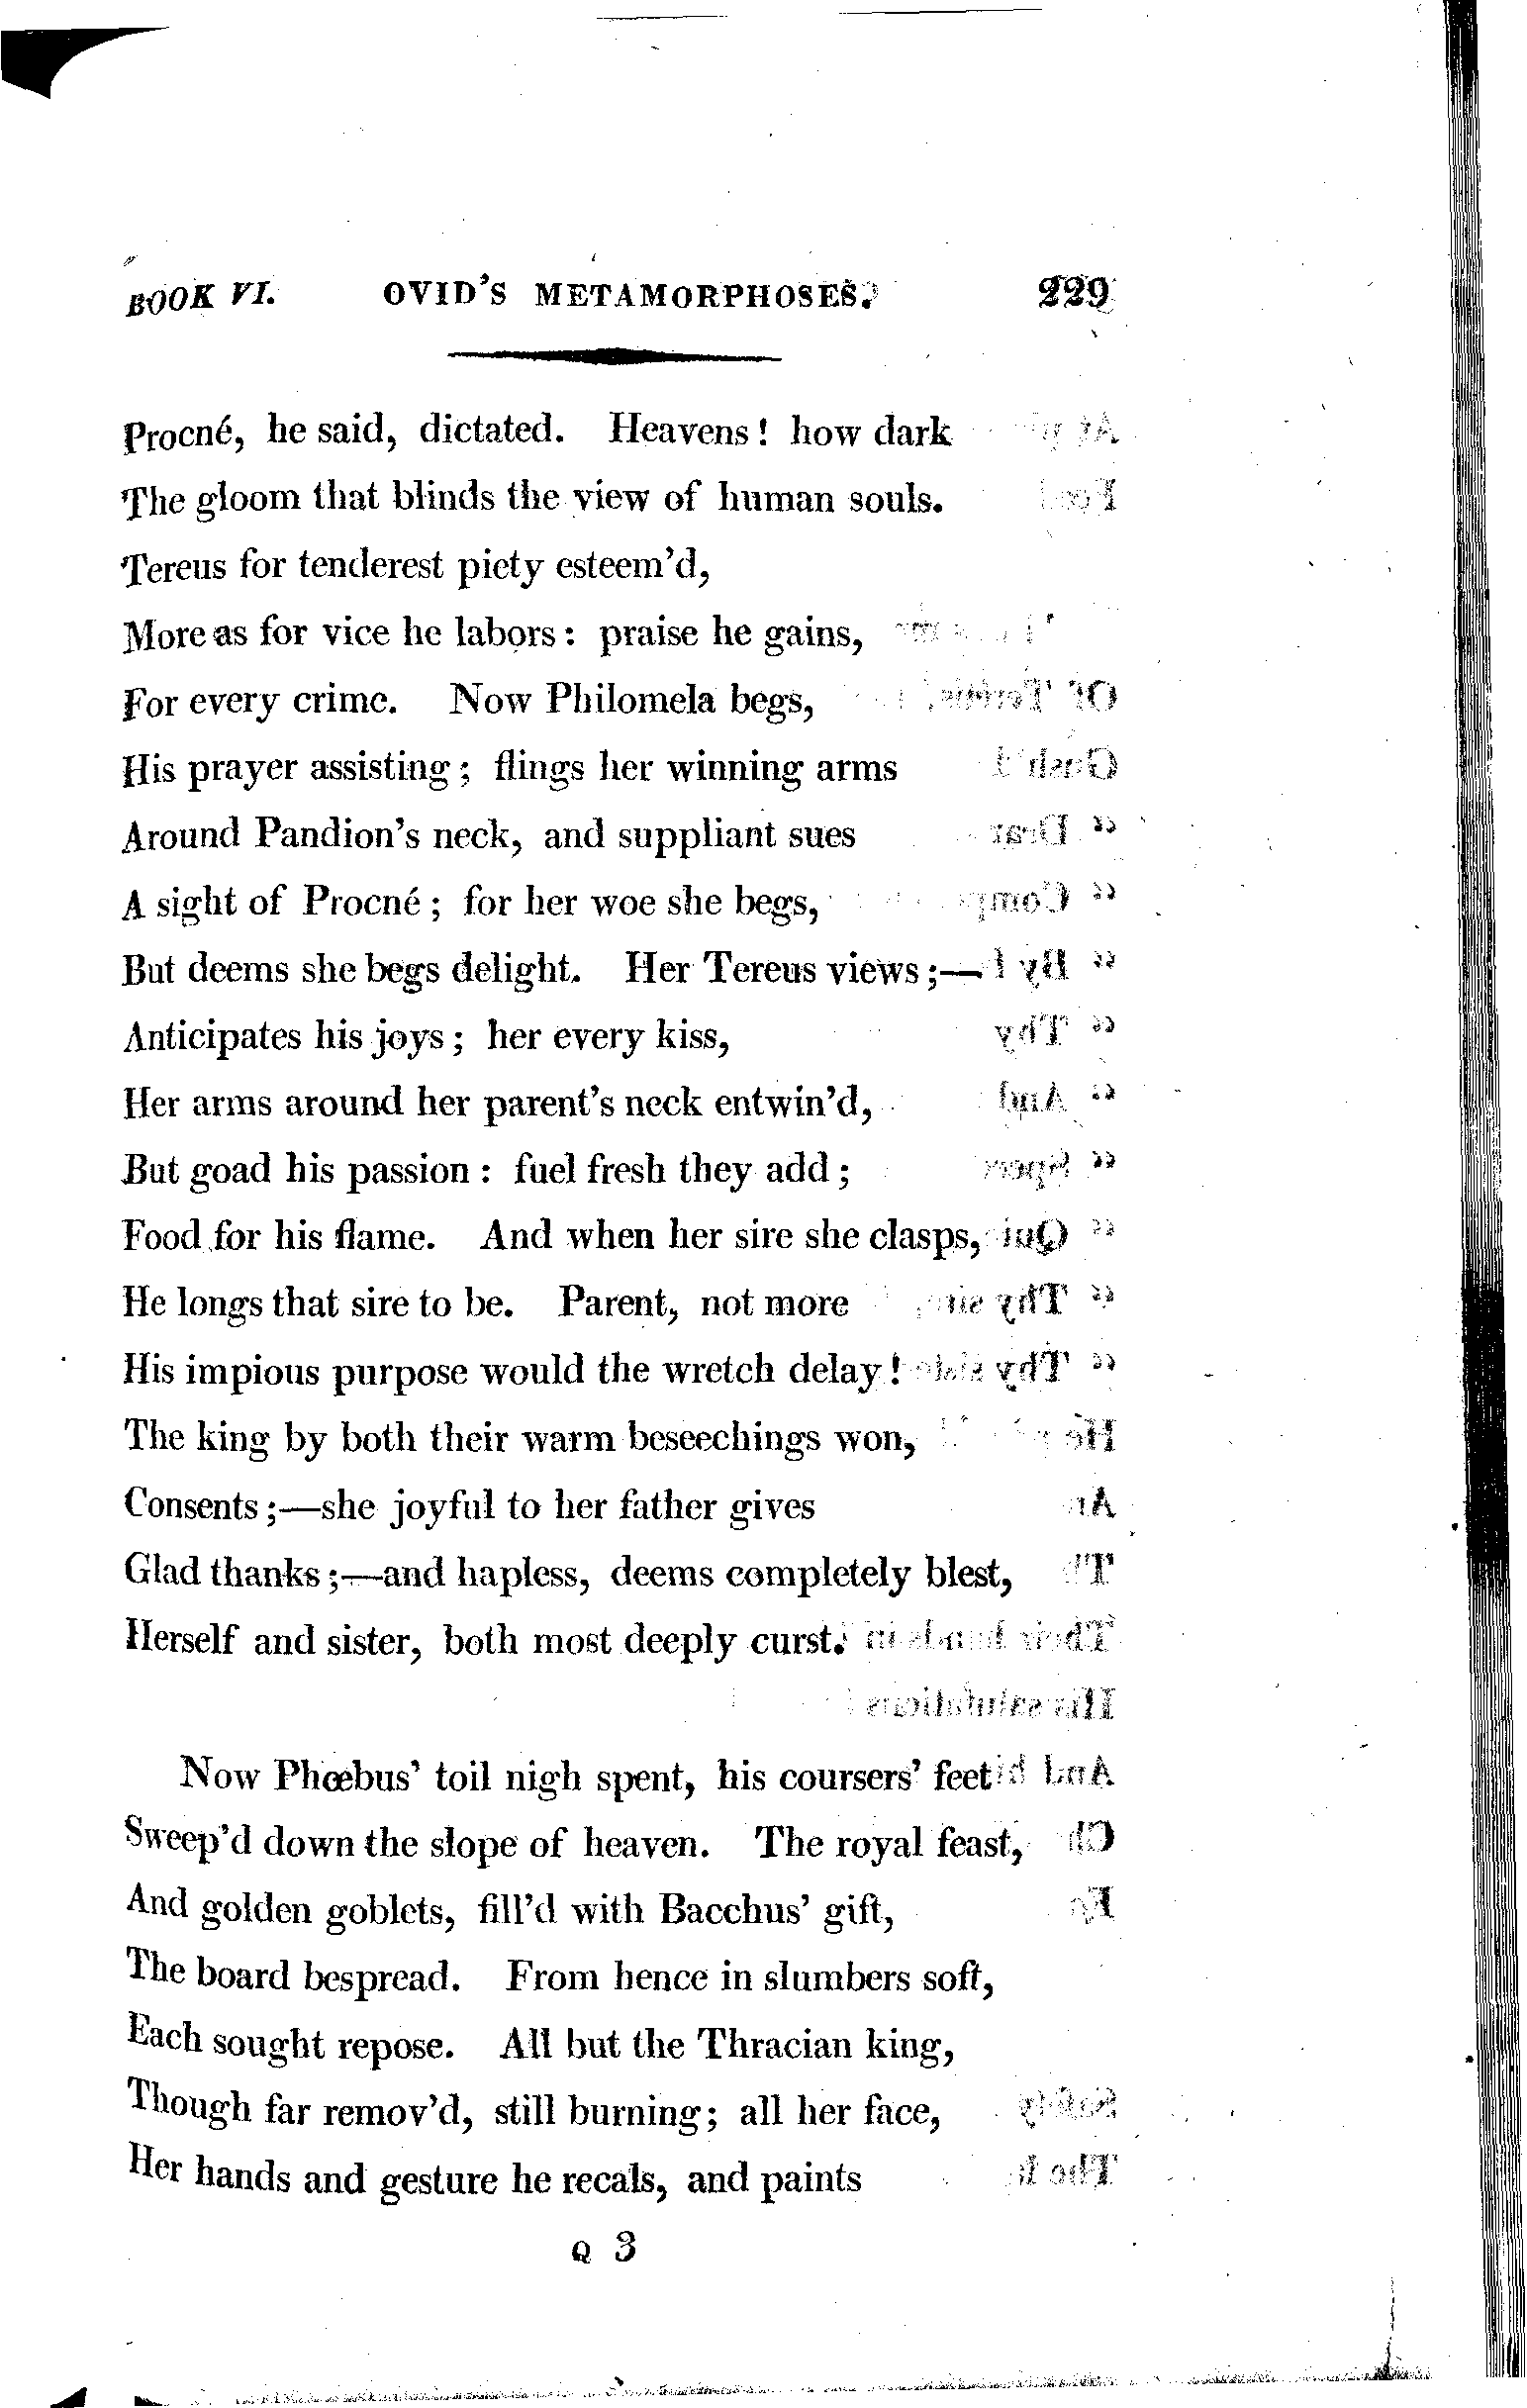 BOOK VI. OVID'S METAMORPHOSES. 229
Procné, he said, dictated. Heavens! how dark
The gloom that blinds the view of human souls.
Tereus for tenderest piety esteem'd,
More as for vice he labors: praise he gains,
For every crime. Now Philomela begs,
His prayer assisting; flings her winning arms
Around Pandion's neck, and suppliant sues
A sight of Procné; for her woe she begs,
But deems she begs delight. Her Tereus views;—
Anticipates his joys; her every kiss,
Her arms around her parent's neck entwin'd,
But goad his passion: fuel fresh they add;
Food for his flame. And when her sire she clasps,
He longs that sire to be. Parent, not more
His impious purpose would the wretch delay!
The king by both their warm beseechings won,
Consents;—she joyful to her father gives
Glad thanks;—and hapless, deems completely blest,
Herself and sister, both most deeply curst.
Now Phœbus' toil nigh spent, his coursers' feet
Sweep'd down the slope of heaven. The royal feast,
And golden goblets, fill'd with Bacchus' gift,
The board bespread. From hence in slumbers soft,
Each sought repose. All but the Thracian king,
Though far remov'd, still burning; all her face,
Her hands and gesture he recals, and paints
Q 3